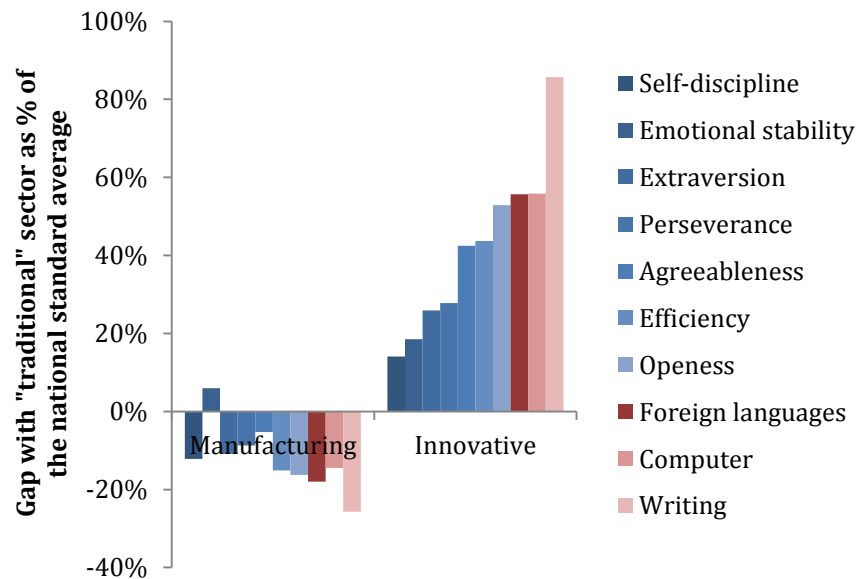 Gap with "traditional" sector as % of
the national standard average
100%
80%
60%
40%
20%
0%
-20%
-40%
Manufacturing
Innovative
Self-discipline
Emotional stability
Extraversion
Perseverance
Agreeableness
Efficiency
Openess
Foreign languages
Computer
Writing